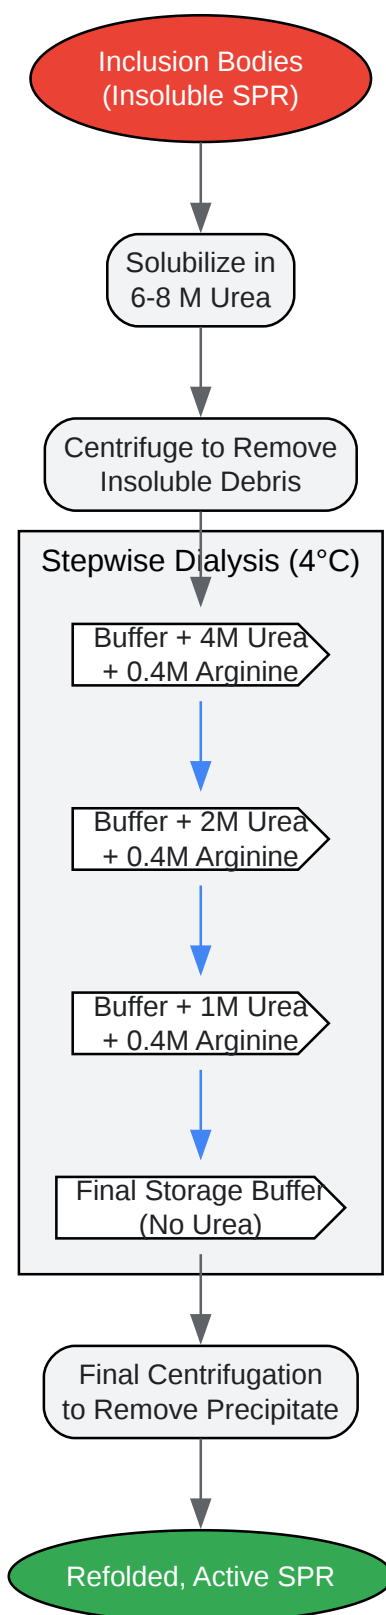 Inclusion Bodies
(Insoluble SPR)
Solubilize in
6-8 M Urea
Centrifuge to Remove
Insoluble Debris
Stepwise Dialysis (4°C)
Buffer + 4M Urea
+ 0.4M Arginine
Buffer + 2M Urea
+ 0.4M Arginine
Buffer + 1M Urea
+ 0.4M Arginine
Final Storage Buffer
(No Urea)
Final Centrifugation
to Remove Precipitate
Refolded, Active SPR